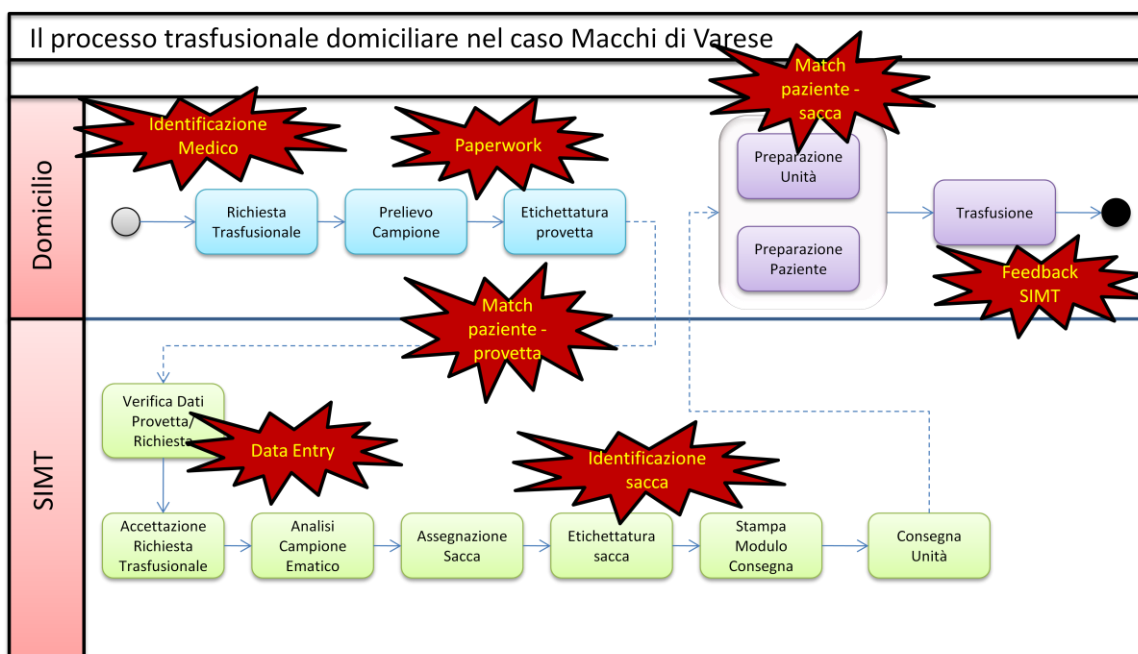 Il processo trasfusionale domiciliare nel caso Macchi di Varese
Domicilio
Identificazione
Medico
Paperwork
Match
paziente -
sacca
Richiesta
Trasfusionale
Prelievo
Campione
Etichettatura
provetta
Preparazione
Unità
Preparazione
Paziente
Trasfusione
Feedback
SIMT
SIMT
Match
paziente -
provetta
Verifica Dati
Provetta/
Richiesta
Data Entry
Identificazione
sacca
Accettazione
Richiesta
Trasfusionale
Analisi
Campione
Ematico
Assegnazione
Sacca
Etichettatura
sacca
Stampa
Modulo
Consegna
Consegna
Unità